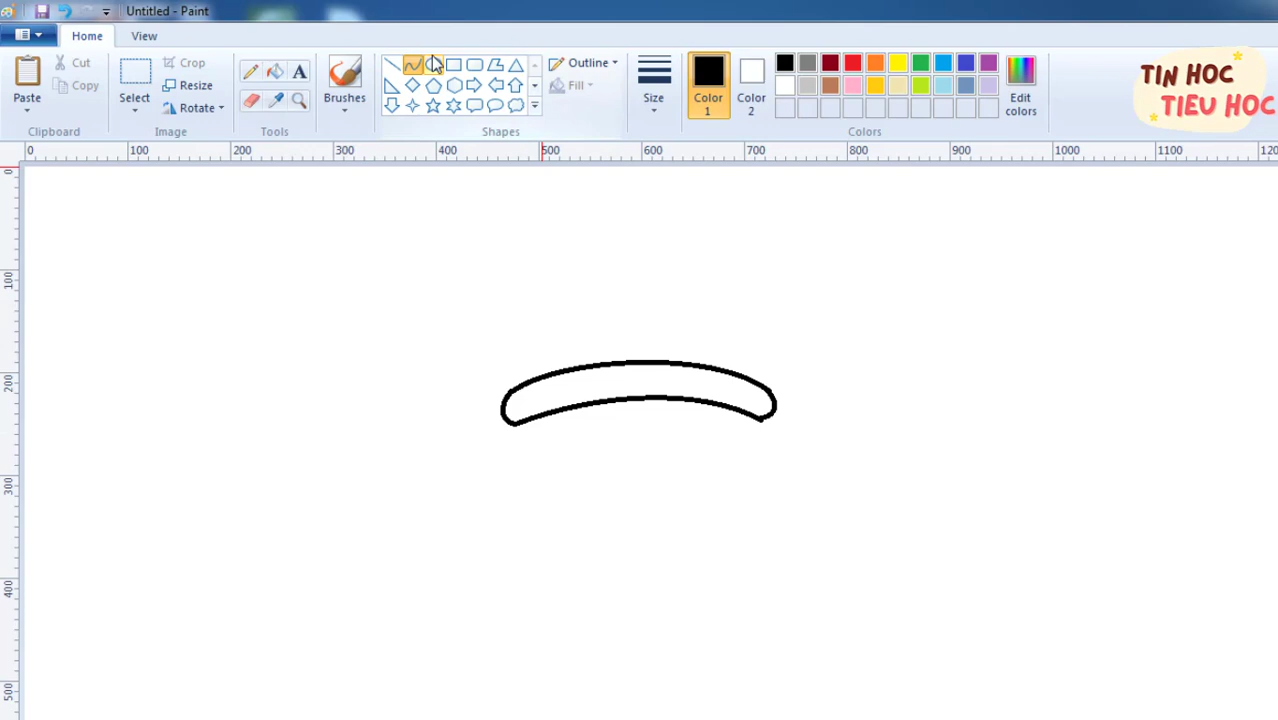 Untitled - Paint
Home
View
Paste
Cut
Copy
Clipboard
Select
Crop
Resize
Rotate
Image
A
Tools
Brushes
Shapes
Outline
Fill
Size
Color
1
Color
2
Edit
colors
Colors
TIN HOC
TIEU HOC
0 100 200 300 400 500 600 700 800 900 1000 1100 120
0
100
200
300
400
500